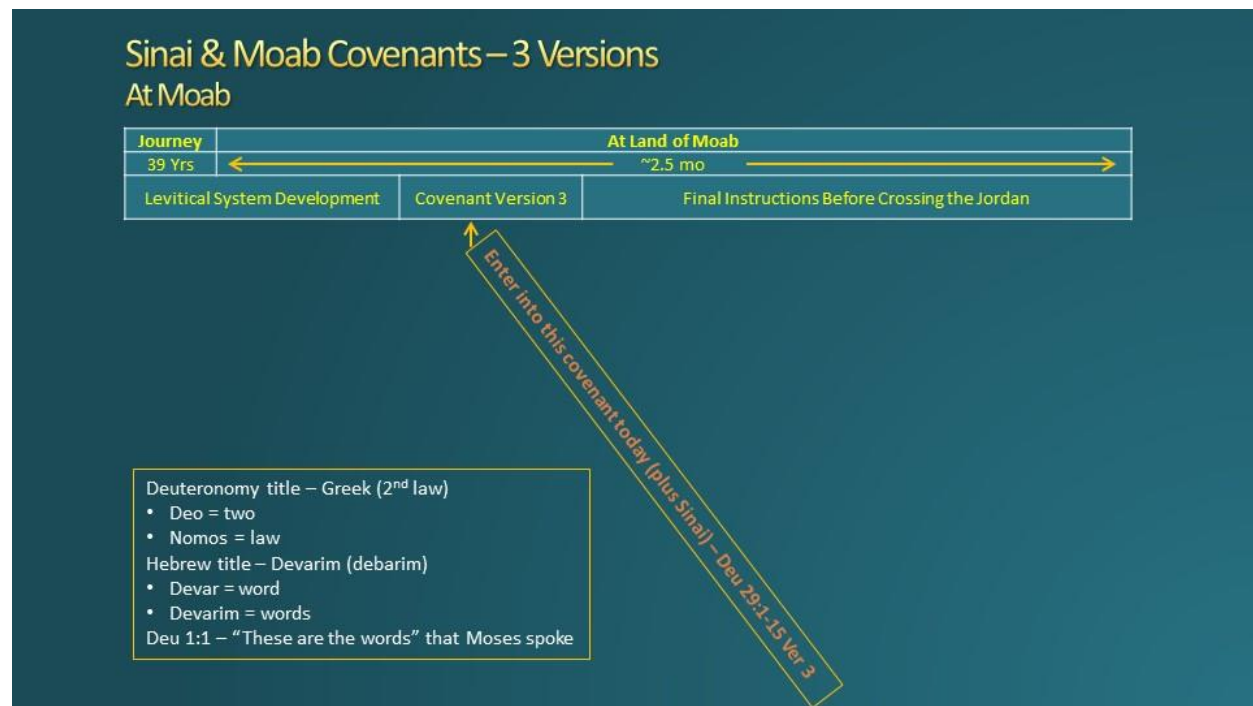 Sinai & Moab Covenants – 3 Versions
At Moab
Journey
At Land of Moab
39 Yrs
~2.5 mo
Levitical System Development
Covenant Version 3
Final Instructions Before Crossing the Jordan
Enter into this covenant today (plus Sinai) – Deu 29:1-15 Ver 3
Deuteronomy title – Greek (2nd law)
• Deo = two
• Nomos = law
Hebrew title – Devarim (debarim)
• Devar = word
• Devarim = words
Deu 1:1 – “These are the words” that Moses spoke